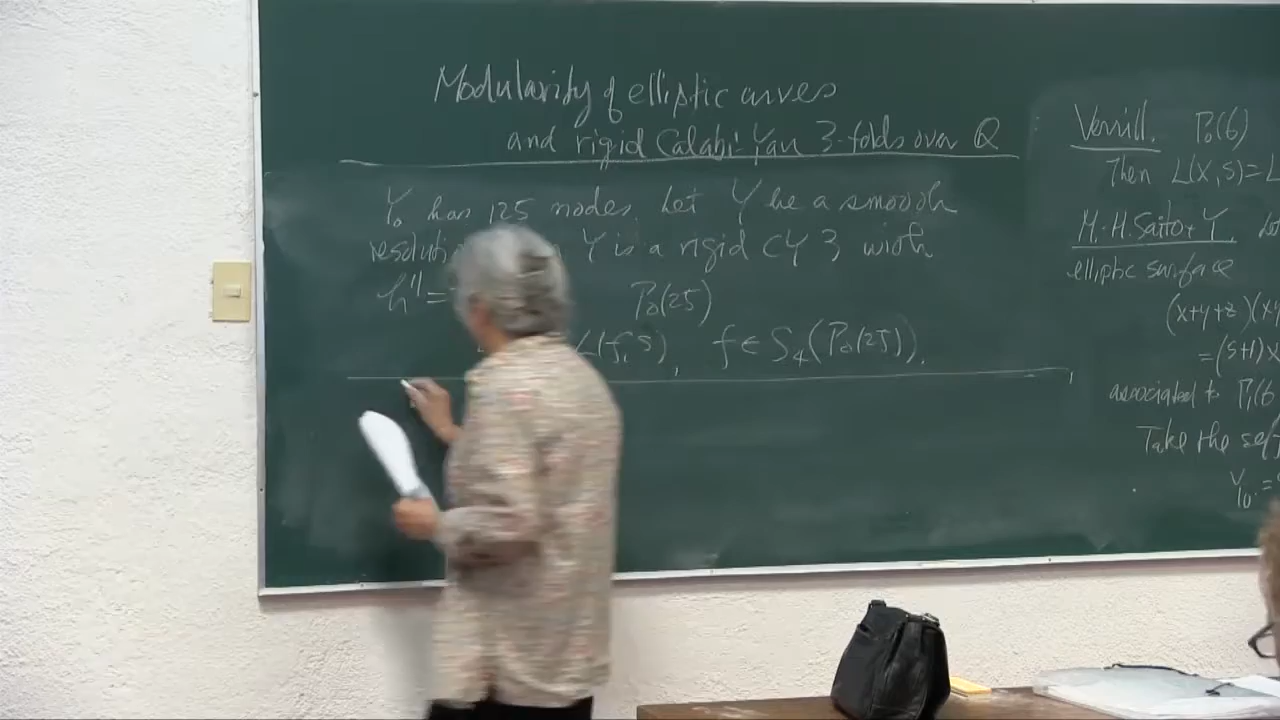 Modularity of elliptic curves
and rigid Calabi-Yau 3-folds over Q
Y₀ has 125 nodes. Let Y be a smooth
Y is a rigid CY 3 with
h¹¹ = Γ₀(25)
L(f,s), f ∈ S₄(Γ₀(25)).
Verrill. Γ₀(6)
Then L(X,s)=L
M.-H. Saito + Y
elliptic surface
(x+y+z)(x
=(s+1)x
associated to Γ₁(6
Take the